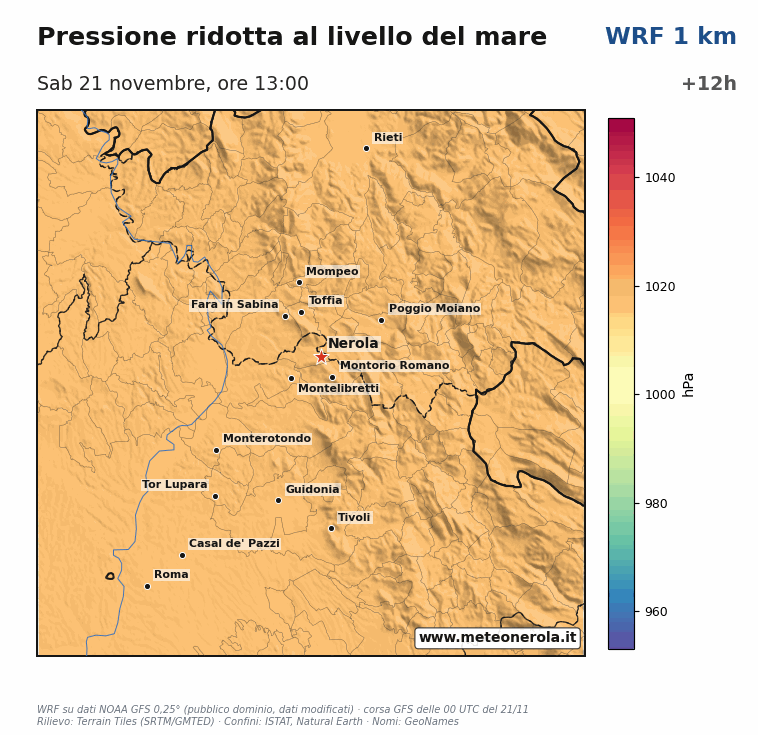 Pressione ridotta al livello del mare
WRF 1 km
Sab 21 novembre, ore 13:00
+12h
Rieti
Mompeo
Toffia
Fara in Sabina
Poggio Moiano
Nerola
Montorio Romano
Montelibretti
Monterotondo
Tor Lupara
Guidonia
Tivoli
Casal de' Pazzi
Roma
www.meteonerola.it
1040
1020
1000
980
960
hPa
WRF su dati NOAA GFS 0,25° (pubblico dominio, dati modificati) · corsa GFS delle 00 UTC del 21/11
Rilievo: Terrain Tiles (SRTM/GMTED) · Confini: ISTAT, Natural Earth · Nomi: GeoNames